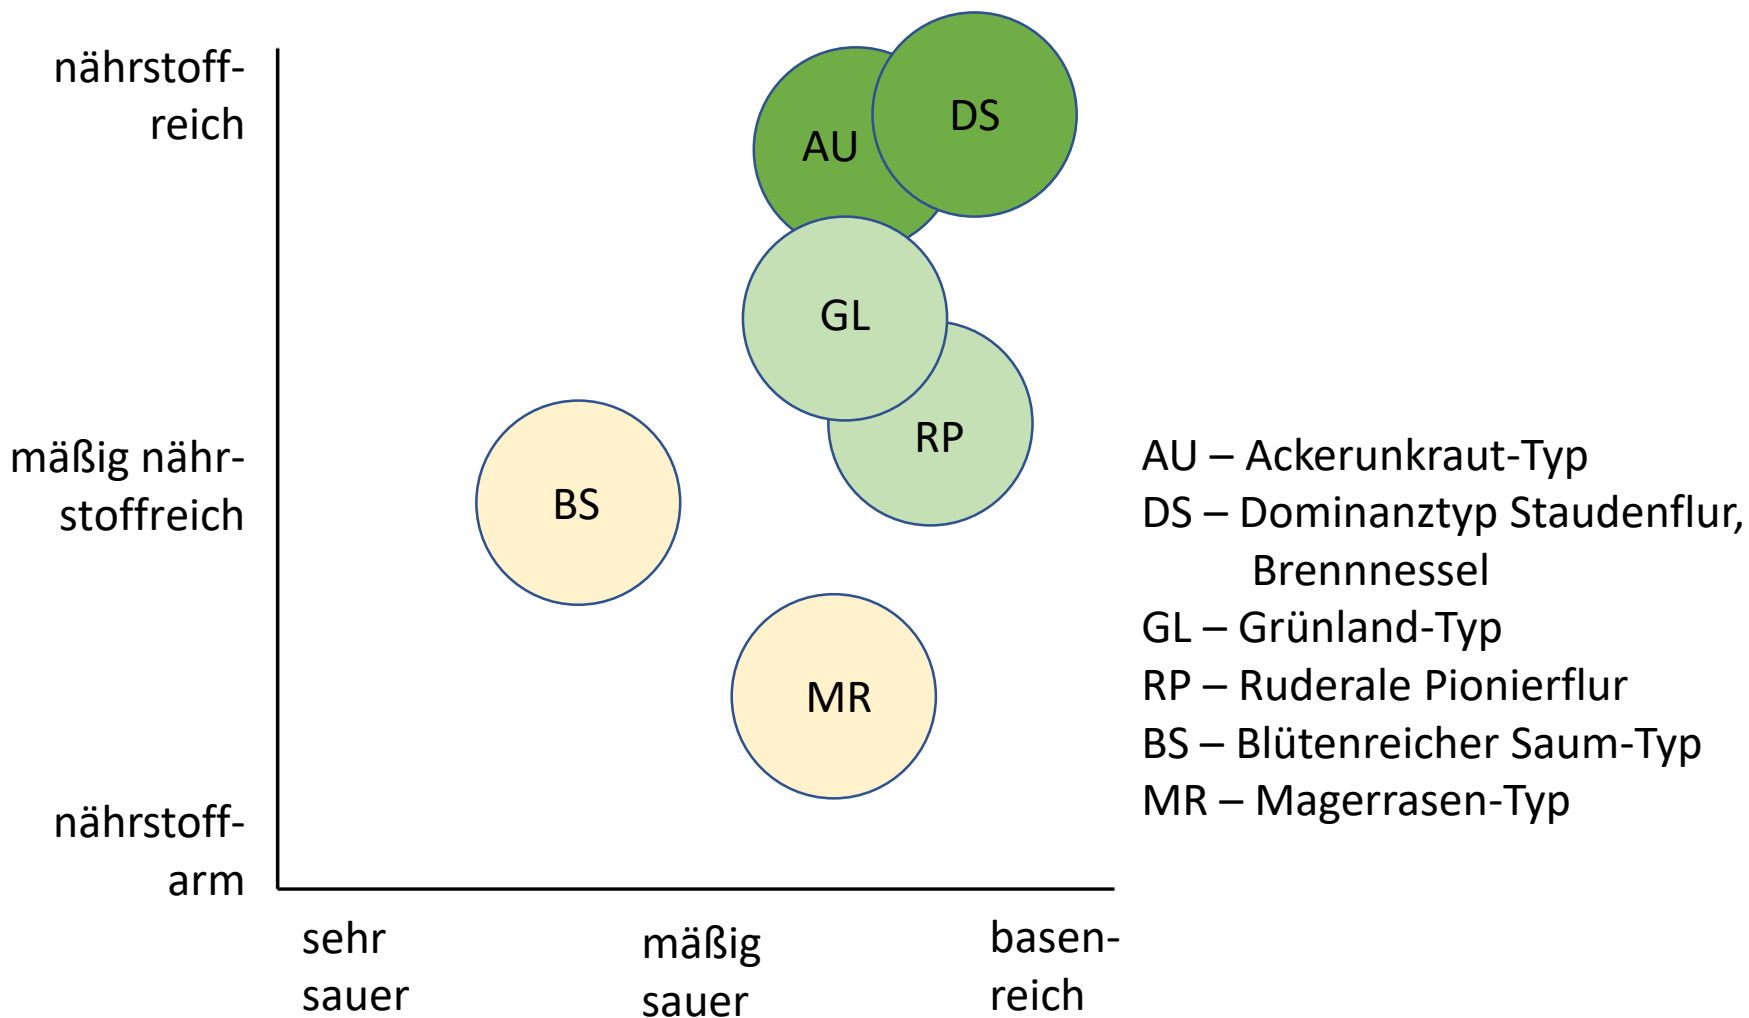 nährstoff-
reich
mäßig nähr-
stoffreich
nährstoff-
arm
AU
DS
GL
RP
BS
MR
sehr
sauer
mäßig
sauer
basen-
reich
AU – Ackerunkraut-Typ
DS – Dominanztyp Staudenflur,
Brennnessel
GL – Grünland-Typ
RP – Ruderale Pionierflur
BS – Blütenreicher Saum-Typ
MR – Magerrasen-Typ